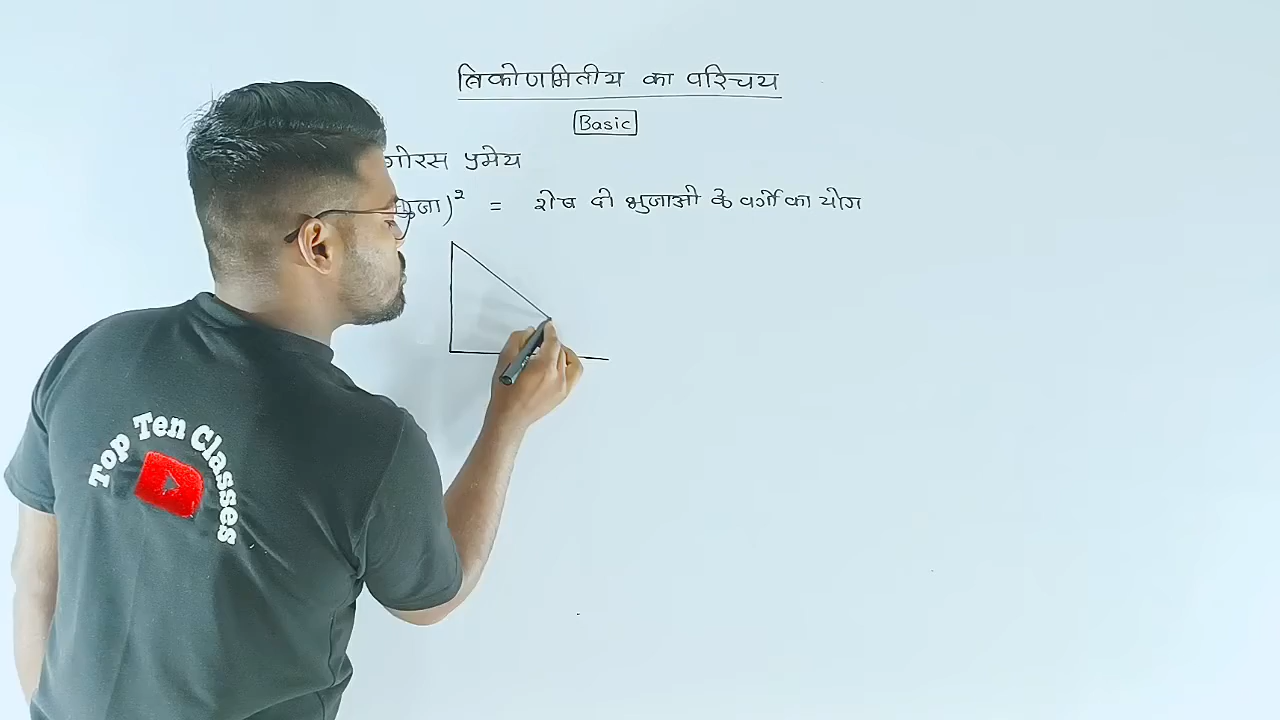 त्रिकोणमितीय का परिचय
Basic
गोरस प्रमेय
भुजा)² = शेष दो भुजाओ के वर्गो का योग
Top Ten Classes